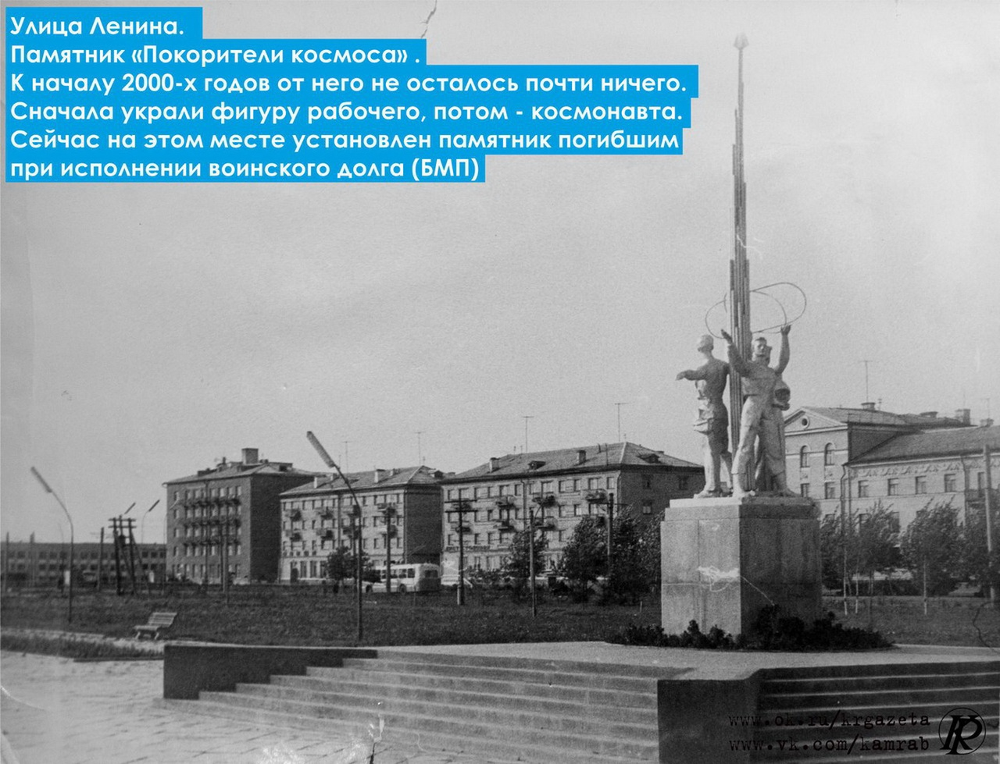 Улица Ленина.
Памятник «Покорители космоса» .
К началу 2000-х годов от него не осталось почти ничего.
Сначала украли фигуру рабочего, потом - космонавта.
Сейчас на этом месте установлен памятник погибшим
при исполнении воинского долга (БМП)
www.ok.ru/krgazeta
www.vk.com/kamrab